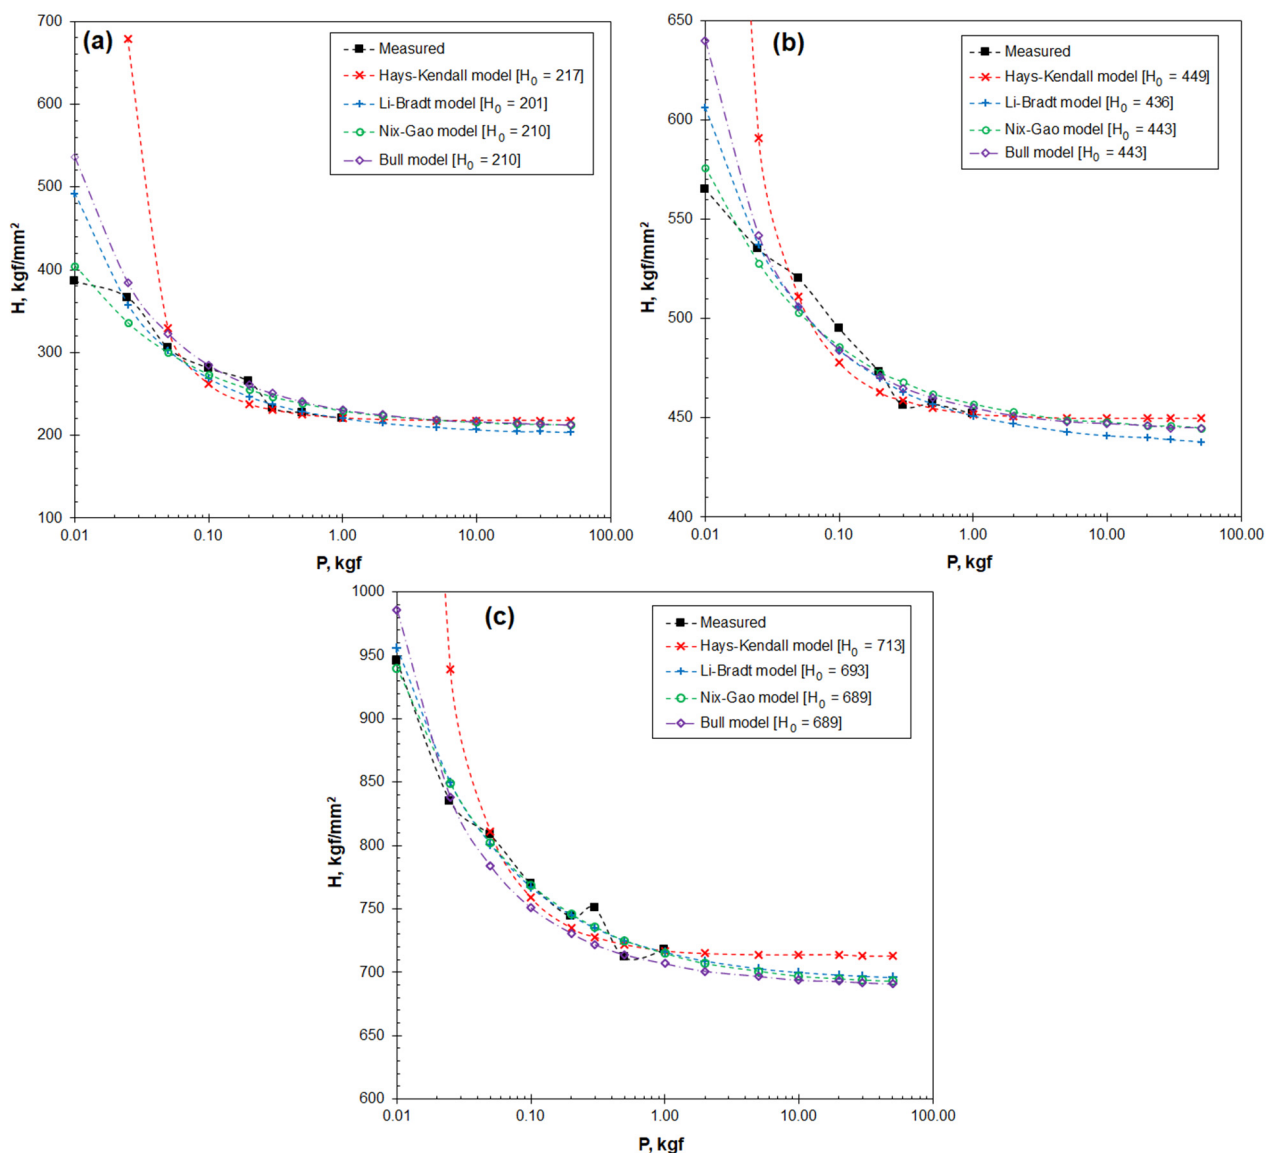 (a)
700
600
500
400
300
200
100
H, kgf/mm²
0.01 0.10 1.00 10.00 100.00
P, kgf
Measured
Hays-Kendall model [H₀ = 217]
Li-Bradt model [H₀ = 201]
Nix-Gao model [H₀ = 210]
Bull model [H₀ = 210]
(b)
650
600
550
500
450
400
H, kgf/mm²
0.01 0.10 1.00 10.00 100.00
P, kgf
Measured
Hays-Kendall model [H₀ = 449]
Li-Bradt model [H₀ = 436]
Nix-Gao model [H₀ = 443]
Bull model [H₀ = 443]
(c)
1000
950
900
850
800
750
700
650
600
H, kgf/mm²
0.01 0.10 1.00 10.00 100.00
P, kgf
Measured
Hays-Kendall model [H₀ = 713]
Li-Bradt model [H₀ = 693]
Nix-Gao model [H₀ = 689]
Bull model [H₀ = 689]